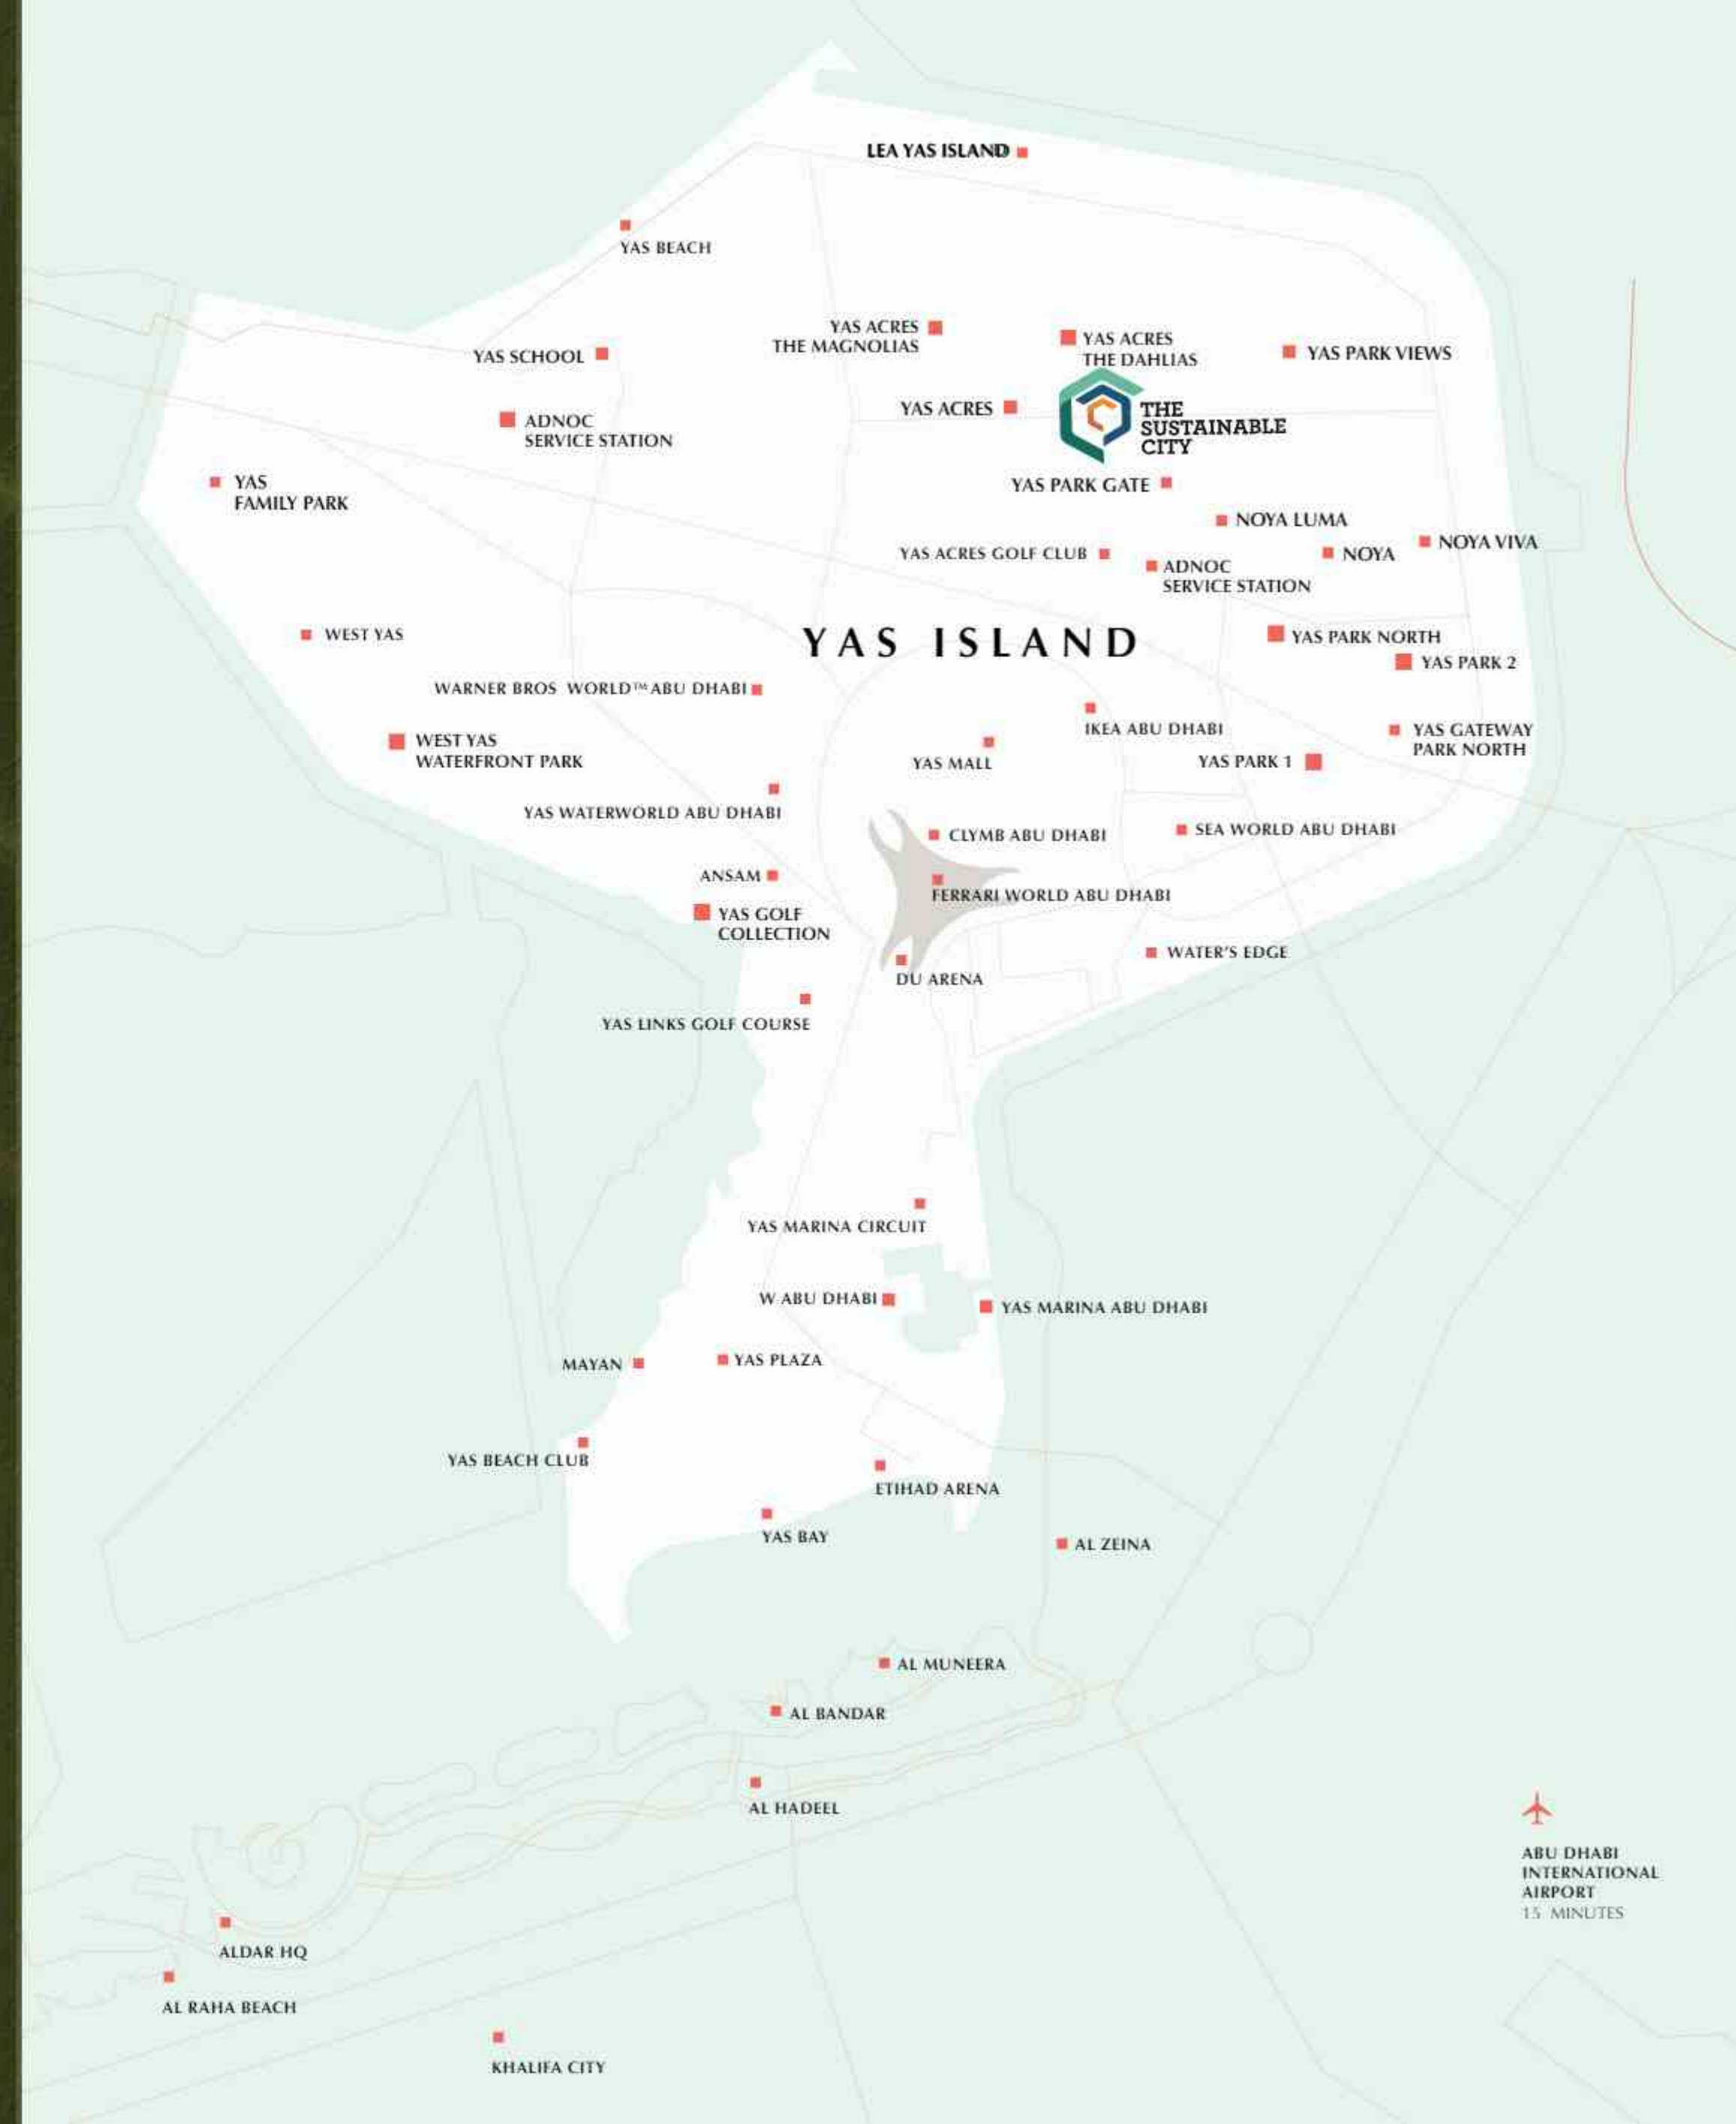 LEA YAS ISLAND
YAS BEACH
YAS ACRES
THE MAGNOLIAS
YAS ACRES
THE DAHLIAS
YAS PARK VIEWS
YAS SCHOOL
YAS ACRES
THE
SUSTAINABLE
CITY
ADNOC
SERVICE STATION
YAS
FAMILY PARK
YAS PARK GATE
NOYA LUMA
NOYA VIVA
NOYA
YAS ACRES GOLF CLUB
ADNOC
SERVICE STATION
WEST YAS
YAS ISLAND
YAS PARK NORTH
YAS PARK 2
WARNER BROS WORLD™ ABU DHABI
IKEA ABU DHABI
YAS GATEWAY
PARK NORTH
WEST YAS
WATERFRONT PARK
YAS MALL
YAS PARK 1
YAS WATERWORLD ABU DHABI
CLYMB ABU DHABI
SEA WORLD ABU DHABI
ANSAM
FERRARI WORLD ABU DHABI
YAS GOLF
COLLECTION
WATER'S EDGE
DU ARENA
YAS LINKS GOLF COURSE
YAS MARINA CIRCUIT
W ABU DHABI
YAS MARINA ABU DHABI
MAYAN
YAS PLAZA
YAS BEACH CLUB
ETIHAD ARENA
YAS BAY
AL ZEINA
AL MUNEERA
AL BANDAR
AL HADEEL
ABU DHABI
INTERNATIONAL
AIRPORT
15 MINUTES
ALDAR HQ
AL RAHA BEACH
KHALIFA CITY